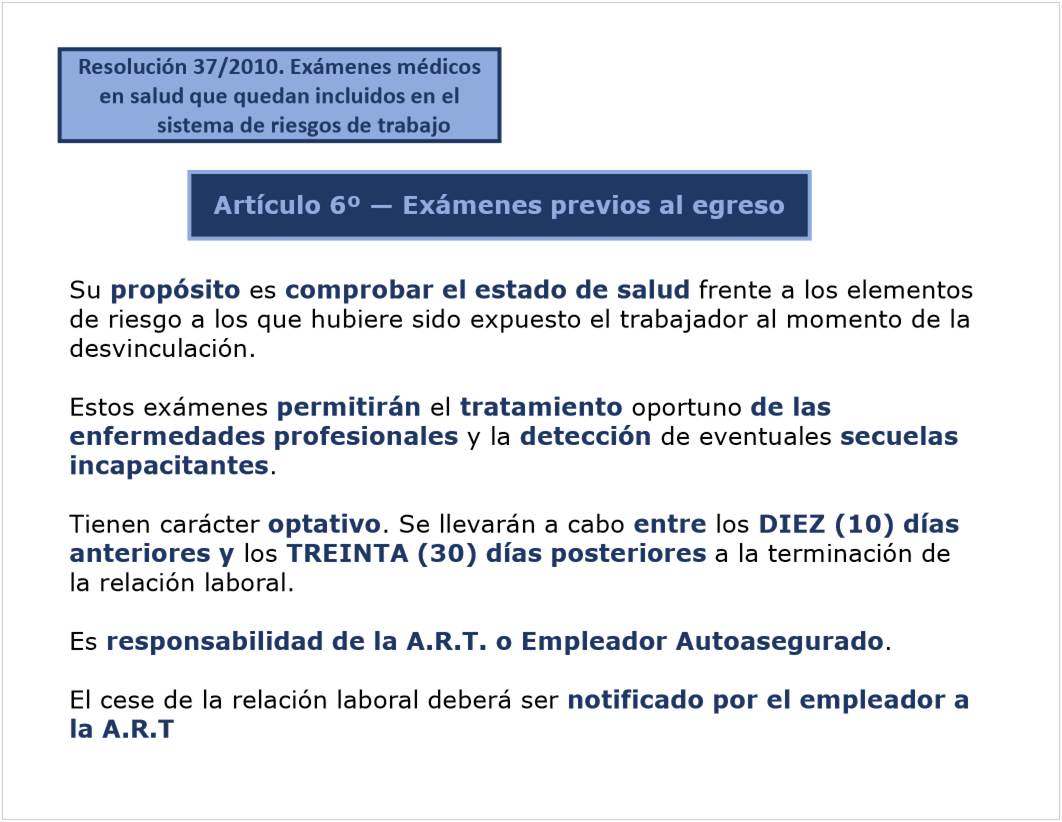 Resolución 37/2010. Exámenes médicos
en salud que quedan incluidos en el
sistema de riesgos de trabajo
Artículo 6º — Exámenes previos al egreso
Su propósito es comprobar el estado de salud frente a los elementos
de riesgo a los que hubiere sido expuesto el trabajador al momento de la
desvinculación.
Estos exámenes permitirán el tratamiento oportuno de las
enfermedades profesionales y la detección de eventuales secuelas
incapacitantes.
Tienen carácter optativo. Se llevarán a cabo entre los DIEZ (10) días
anteriores y los TREINTA (30) días posteriores a la terminación de
la relación laboral.
Es responsabilidad de la A.R.T. o Empleador Autoasegurado.
El cese de la relación laboral deberá ser notificado por el empleador a
la A.R.T